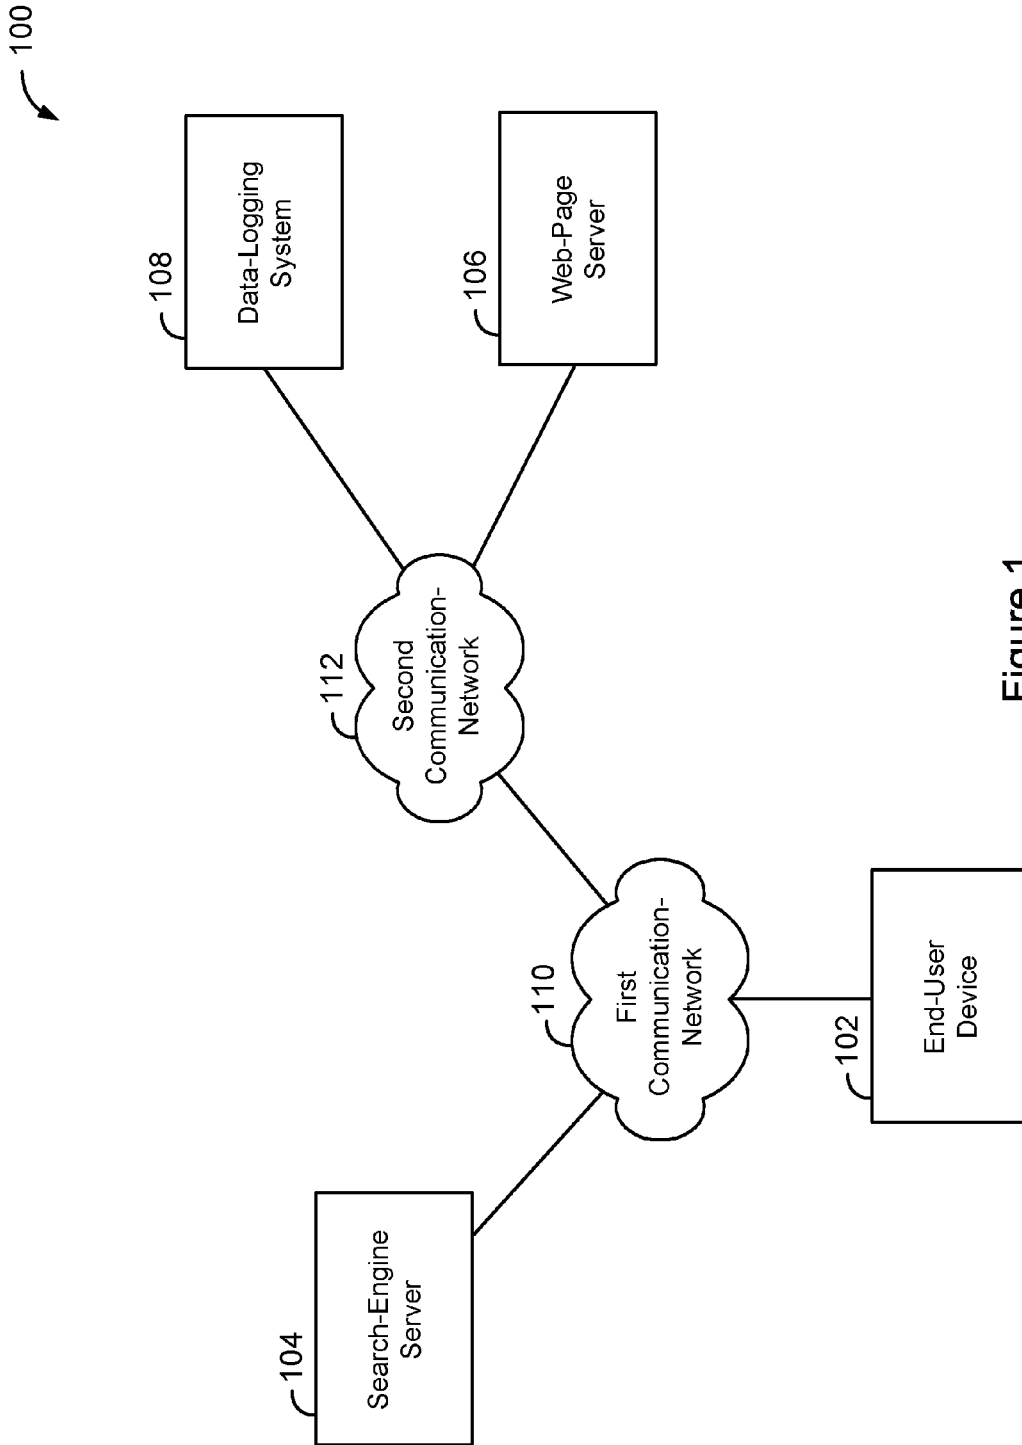 100
104
Search-Engine
Server
112
Second
Communication-
Network
108
Data-Logging
System
110
First
Communication-
Network
106
Web-Page
Server
102
End-User
Device
Figure 1